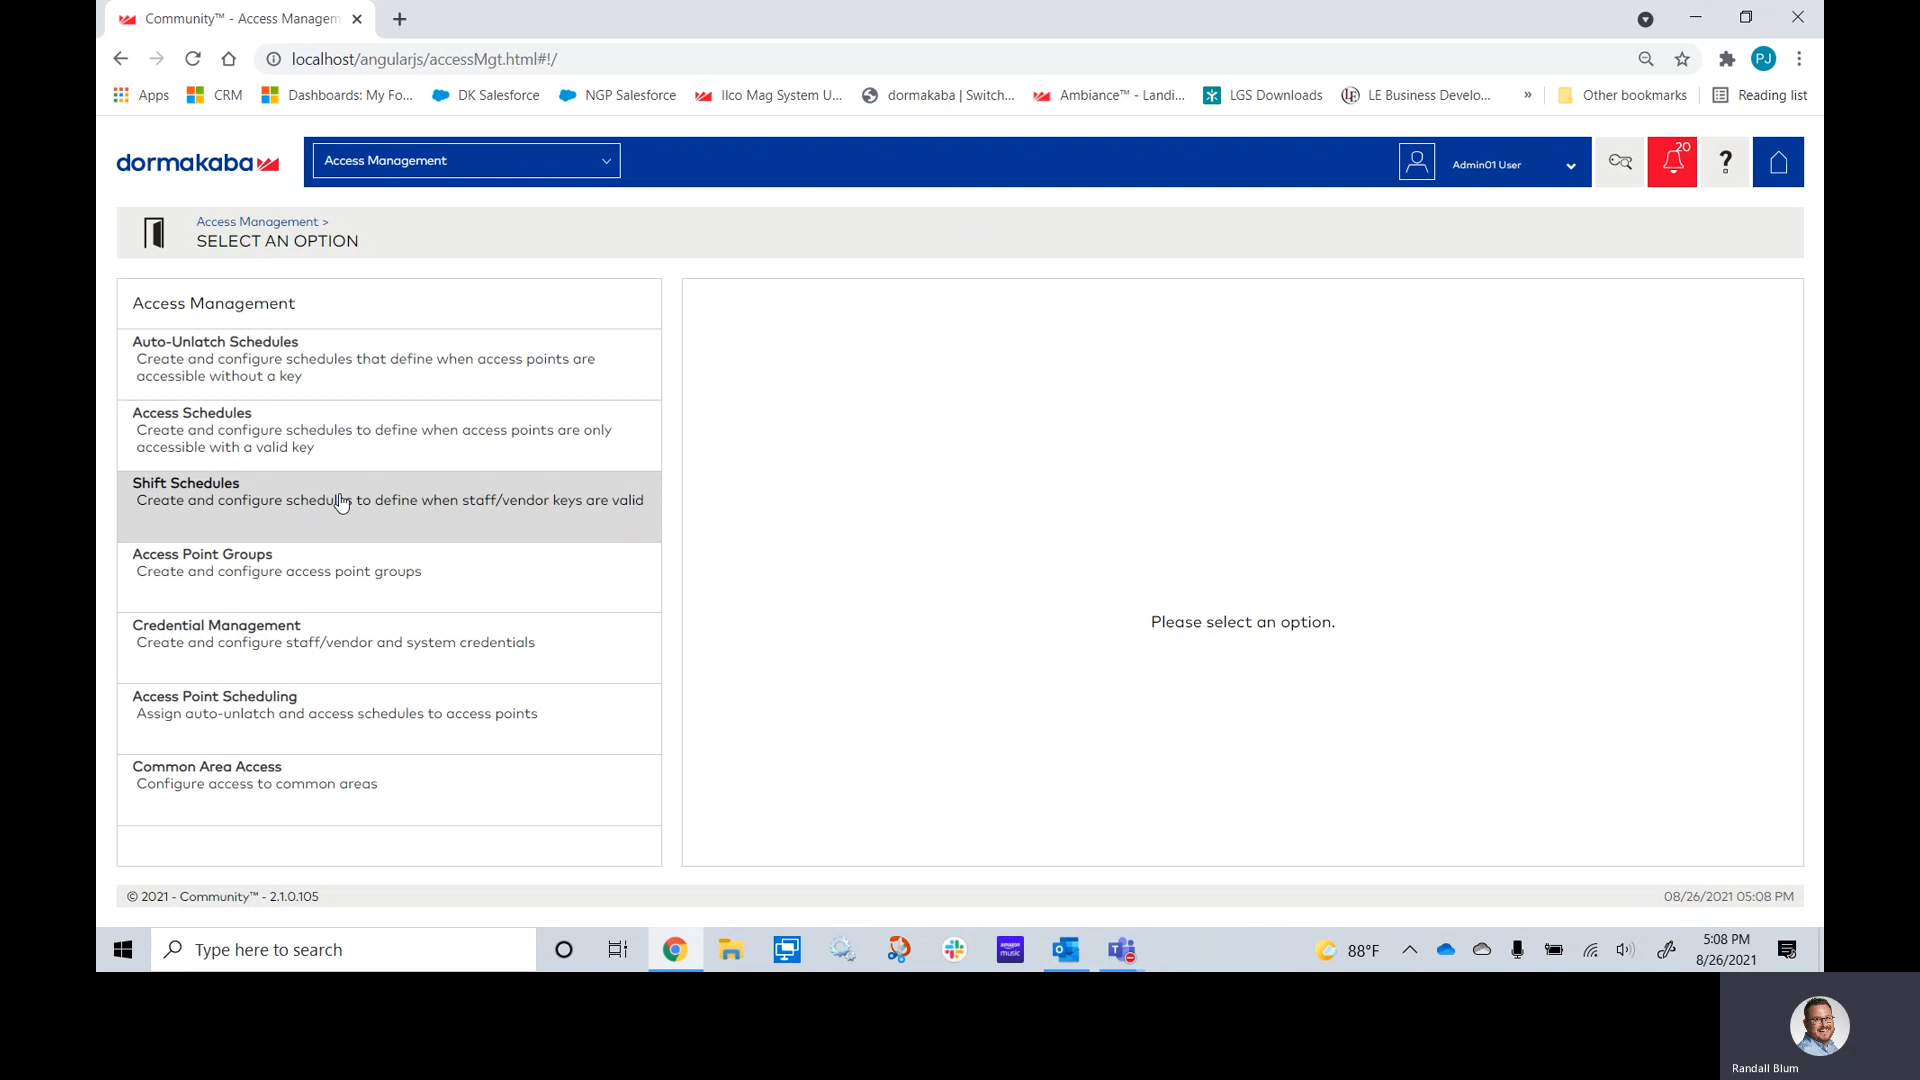 Community™ - Access Managem
localhost/angularjs/accessMgt.html#!/
PJ
Apps
CRM
Dashboards: My Fo...
DK Salesforce
NGP Salesforce
Ilco Mag System U...
dormakaba | Switch...
Ambiance™ - Landi...
LGS Downloads
LE Business Develo...
»
Other bookmarks
Reading list
dormakaba
Access Management
Admin01 User
20
?
Access Management >
SELECT AN OPTION
Access Management
Auto-Unlatch Schedules
Create and configure schedules that define when access points are
accessible without a key
Access Schedules
Create and configure schedules to define when access points are only
accessible with a valid key
Shift Schedules
Create and configure schedules to define when staff/vendor keys are valid
Access Point Groups
Create and configure access point groups
Credential Management
Create and configure staff/vendor and system credentials
Access Point Scheduling
Assign auto-unlatch and access schedules to access points
Common Area Access
Configure access to common areas
Please select an option.
© 2021 - Community™ - 2.1.0.105
08/26/2021 05:08 PM
Type here to search
amazon
music
88°F
5:08 PM
8/26/2021
Randall Blum